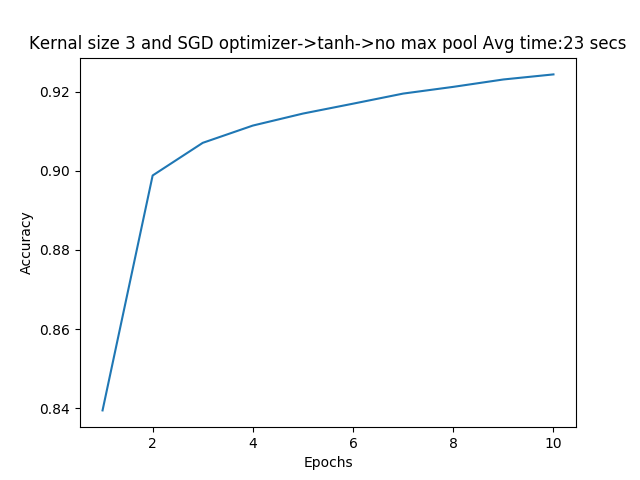 Kernal size 3 and SGD optimizer->tanh->no max pool Avg time:23 secs
0.92
0.90
0.88
0.86
0.84
Accuracy
2 4 6 8 10
Epochs